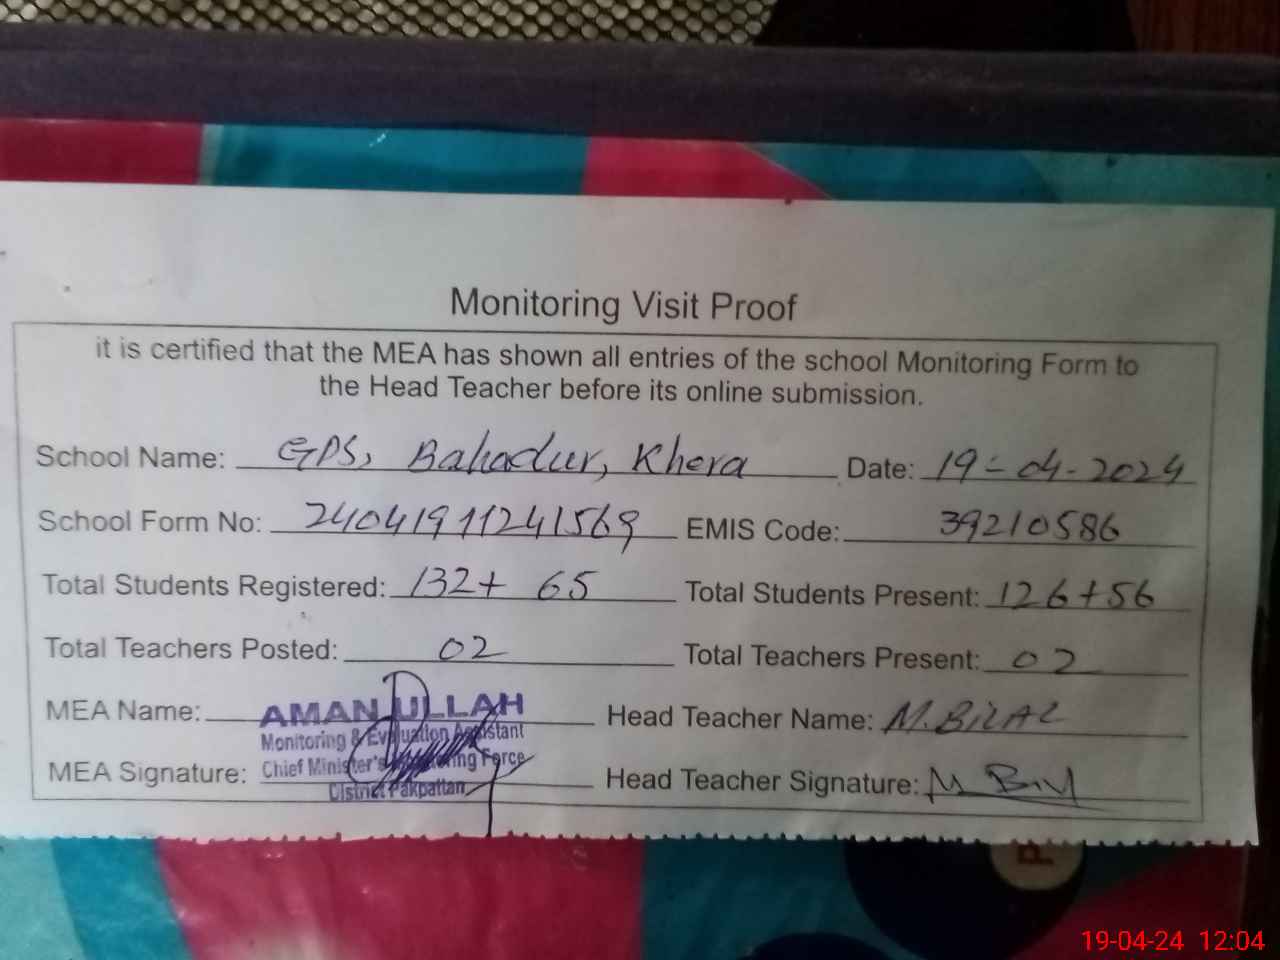 Monitoring Visit Proof
it is certified that the MEA has shown all entries of the school Monitoring Form to
the Head Teacher before its online submission.
School Name: GPS, Bahadur, Khera Date: 19-04-2024
School Form No: 24041911241569 EMIS Code: 39210586
Total Students Registered: 132+ 65 Total Students Present: 126+56
Total Teachers Posted: 02 Total Teachers Present: 02
MEA Name: AMAN ULLAH Head Teacher Name: M.BILAL
Monitoring & Evaluation Assistant
MEA Signature: Chief Minister's Monitoring Force Head Teacher Signature:
District Pakpattan
19-04-24 12:04